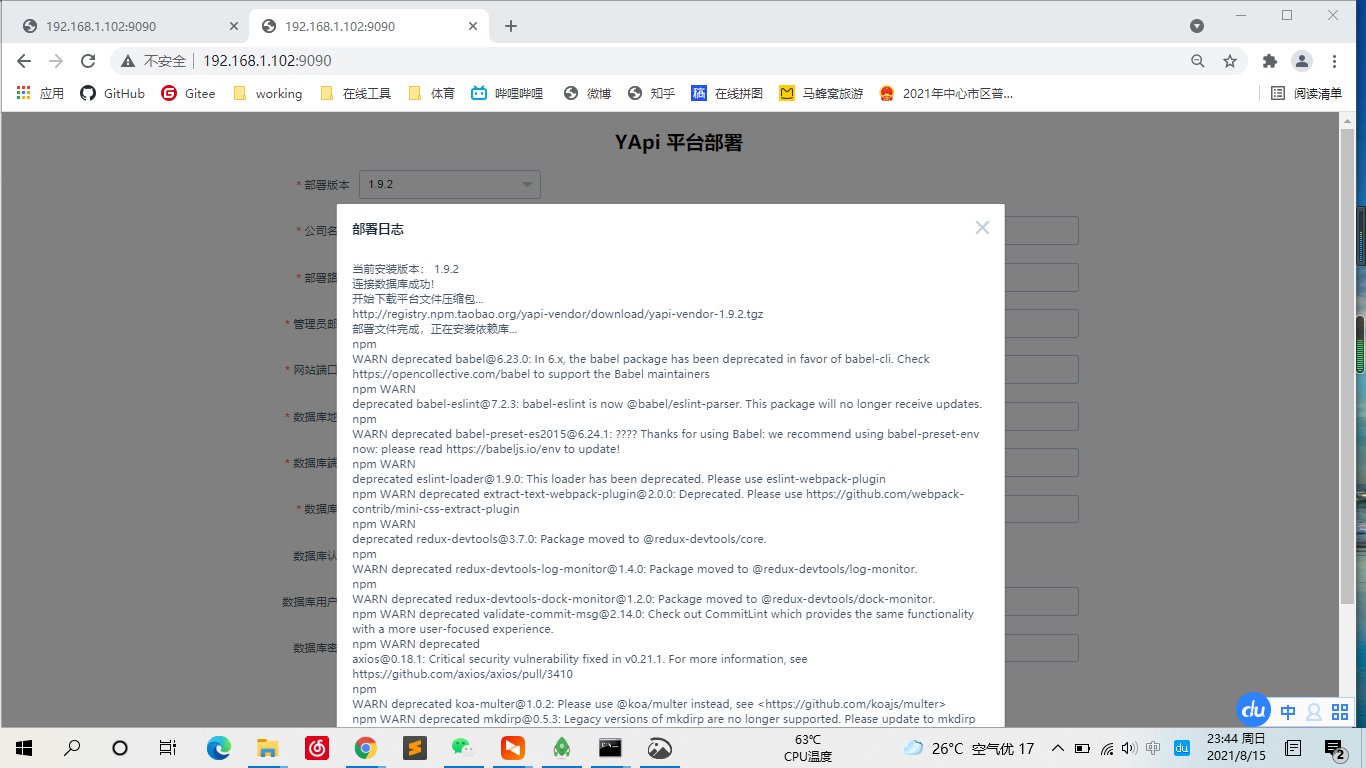 192.168.1.102:9090
192.168.1.102:9090
不安全 192.168.1.102:9090
应用 GitHub Gitee working 在线工具 体育 哔哩哔哩 微博 知乎 在线拼图 马蜂窝旅游 2021年中心市区普... 阅读清单
YApi 平台部署
* 部署版本 1.9.2
* 公司名
* 部署路
* 管理员邮
* 网站端口
* 数据库地
* 数据库端
* 数据库
数据库认
数据库用户
数据库密
部署日志
当前安装版本： 1.9.2
连接数据库成功!
开始下载平台文件压缩包...
http://registry.npm.taobao.org/yapi-vendor/download/yapi-vendor-1.9.2.tgz
部署文件完成，正在安装依赖库...
npm
WARN deprecated babel@6.23.0: In 6.x, the babel package has been deprecated in favor of babel-cli. Check
https://opencollective.com/babel to support the Babel maintainers
npm WARN
deprecated babel-eslint@7.2.3: babel-eslint is now @babel/eslint-parser. This package will no longer receive updates.
npm
WARN deprecated babel-preset-es2015@6.24.1: ???? Thanks for using Babel: we recommend using babel-preset-env
now: please read https://babeljs.io/env to update!
npm WARN
deprecated eslint-loader@1.9.0: This loader has been deprecated. Please use eslint-webpack-plugin
npm WARN deprecated extract-text-webpack-plugin@2.0.0: Deprecated. Please use https://github.com/webpack-
contrib/mini-css-extract-plugin
npm WARN
deprecated redux-devtools@3.7.0: Package moved to @redux-devtools/core.
npm
WARN deprecated redux-devtools-log-monitor@1.4.0: Package moved to @redux-devtools/log-monitor.
npm
WARN deprecated redux-devtools-dock-monitor@1.2.0: Package moved to @redux-devtools/dock-monitor.
npm WARN deprecated validate-commit-msg@2.14.0: Check out CommitLint which provides the same functionality
with a more user-focused experience.
npm WARN deprecated
axios@0.18.1: Critical security vulnerability fixed in v0.21.1. For more information, see
https://github.com/axios/axios/pull/3410
npm
WARN deprecated koa-multer@1.0.2: Please use @koa/multer instead, see <https://github.com/koajs/multer>
npm WARN deprecated mkdirp@0.5.3: Legacy versions of mkdirp are no longer supported. Please update to mkdirp
du 中
63℃
CPU温度
26°C 空气优 17
中 du
23:44 周日
2021/8/15
2